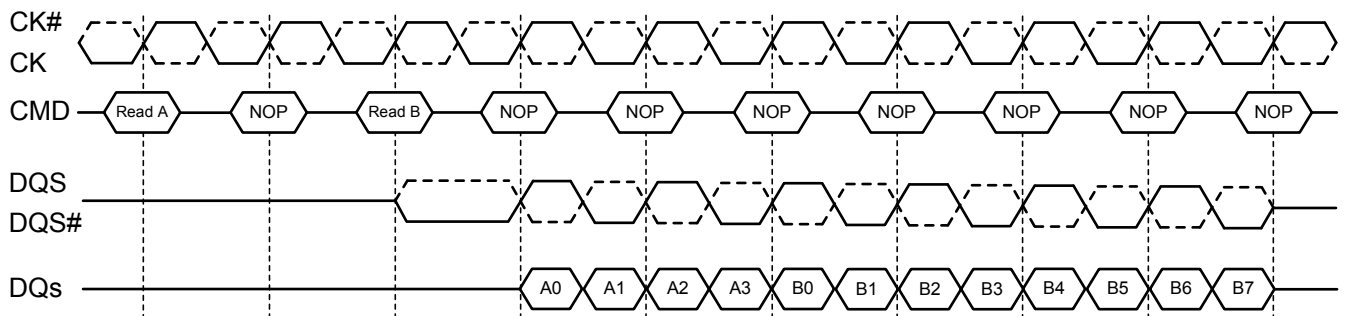 CK#
CK
CMD Read A NOP Read B NOP NOP NOP NOP NOP NOP NOP
DQS
DQS#
DQs A0 A1 A2 A3 B0 B1 B2 B3 B4 B5 B6 B7